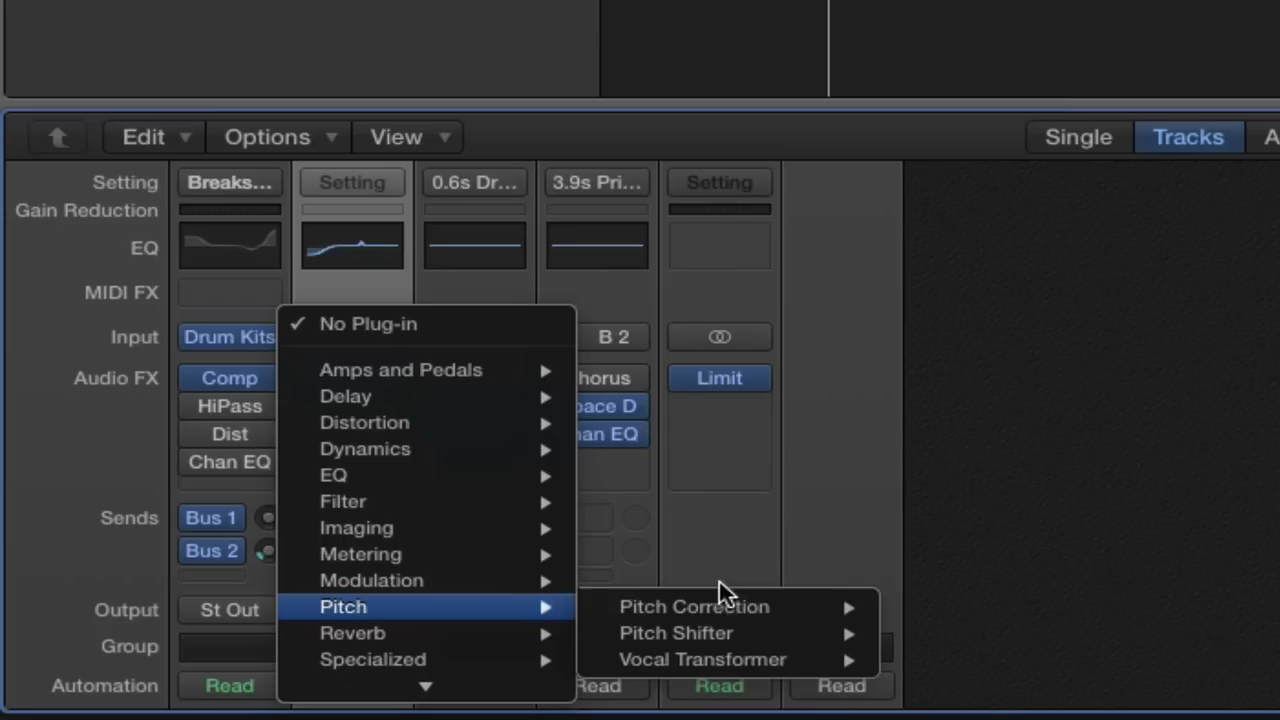 Edit Options View Single Tracks A
Setting Breaks... Setting 0.6s Dr... 3.9s Pri... Setting
Gain Reduction
EQ
MIDI FX
Input Drum Kits B 2
Audio FX Comp horus Limit
HiPass pace D
Dist han EQ
Chan EQ
Sends Bus 1
Bus 2
Output St Out
Group
Automation Read Read Read Read
✓ No Plug-in
Amps and Pedals
Delay
Distortion
Dynamics
EQ
Filter
Imaging
Metering
Modulation
Pitch
Reverb
Specialized
Pitch Correction
Pitch Shifter
Vocal Transformer